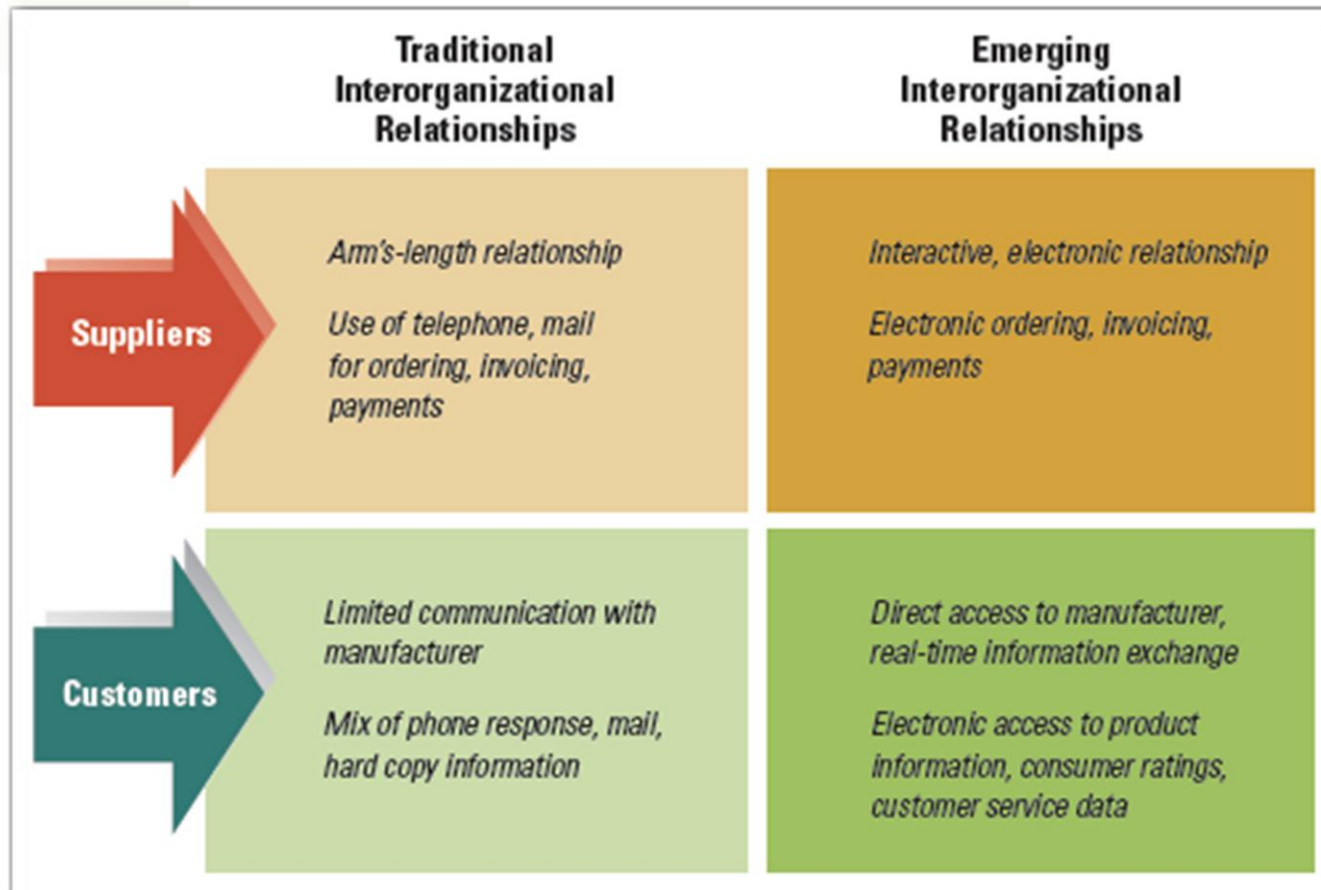 Traditional
Interorganizational
Relationships
Emerging
Interorganizational
Relationships
Suppliers
Arm's-length relationship
Use of telephone, mail
for ordering, invoicing,
payments
Interactive, electronic relationship
Electronic ordering, invoicing,
payments
Customers
Limited communication with
manufacturer
Mix of phone response, mail,
hard copy information
Direct access to manufacturer,
real-time information exchange
Electronic access to product
information, consumer ratings,
customer service data